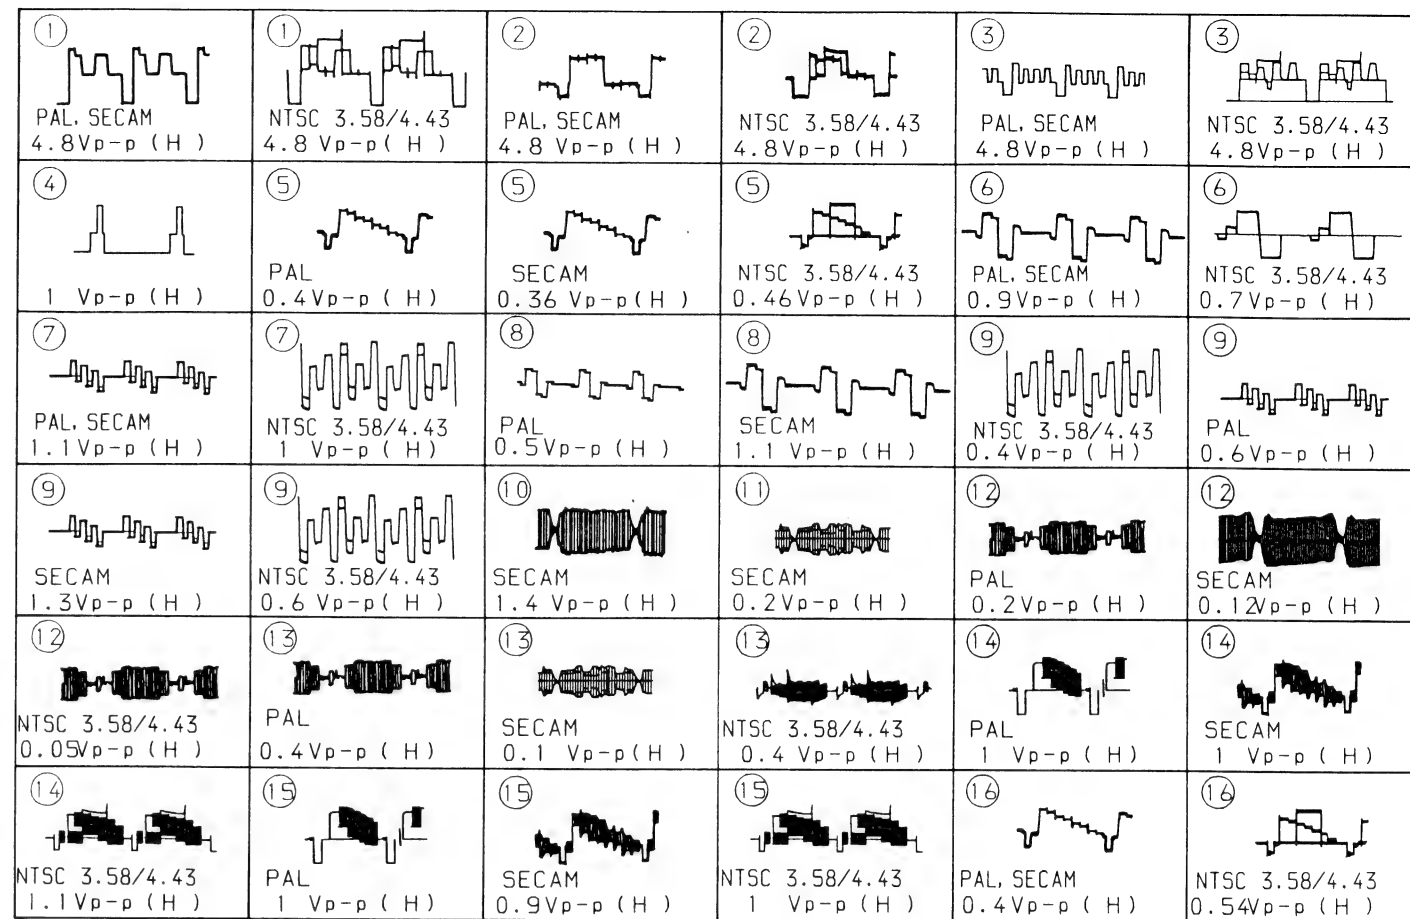 ①
PAL, SECAM
4.8Vp-p (H)
①
NTSC 3.58/4.43
4.8Vp-p (H)
②
PAL, SECAM
4.8Vp-p (H)
②
NTSC 3.58/4.43
4.8Vp-p (H)
③
PAL, SECAM
4.8Vp-p (H)
③
NTSC 3.58/4.43
4.8Vp-p (H)
④
1 Vp-p (H)
⑤
PAL
0.4Vp-p (H)
⑤
SECAM
0.36 Vp-p (H)
⑤
NTSC 3.58/4.43
0.46Vp-p (H)
⑥
PAL, SECAM
0.9Vp-p (H)
⑥
NTSC 3.58/4.43
0.7Vp-p (H)
⑦
PAL, SECAM
1.1Vp-p (H)
⑦
NTSC 3.58/4.43
1 Vp-p (H)
⑧
PAL
0.5Vp-p (H)
⑧
SECAM
1.1 Vp-p (H)
⑨
NTSC 3.58/4.43
0.4Vp-p (H)
⑨
PAL
0.6Vp-p (H)
⑨
SECAM
1.3Vp-p (H)
⑨
NTSC 3.58/4.43
0.6 Vp-p (H)
⑩
SECAM
1.4 Vp-p (H)
⑪
SECAM
0.2Vp-p (H)
⑫
PAL
0.2Vp-p (H)
⑫
SECAM
0.12Vp-p (H)
⑫
NTSC 3.58/4.43
0.05Vp-p (H)
⑬
PAL
0.4Vp-p (H)
⑬
SECAM
0.1 Vp-p (H)
⑬
NTSC 3.58/4.43
0.4 Vp-p (H)
⑭
PAL
1 Vp-p (H)
⑭
SECAM
1 Vp-p (H)
⑭
NTSC 3.58/4.43
1.1Vp-p (H)
⑮
PAL
1 Vp-p (H)
⑮
SECAM
0.9Vp-p (H)
⑮
NTSC 3.58/4.43
1 Vp-p (H)
⑯
PAL, SECAM
0.4Vp-p (H)
⑯
NTSC 3.58/4.43
0.54Vp-p (H)